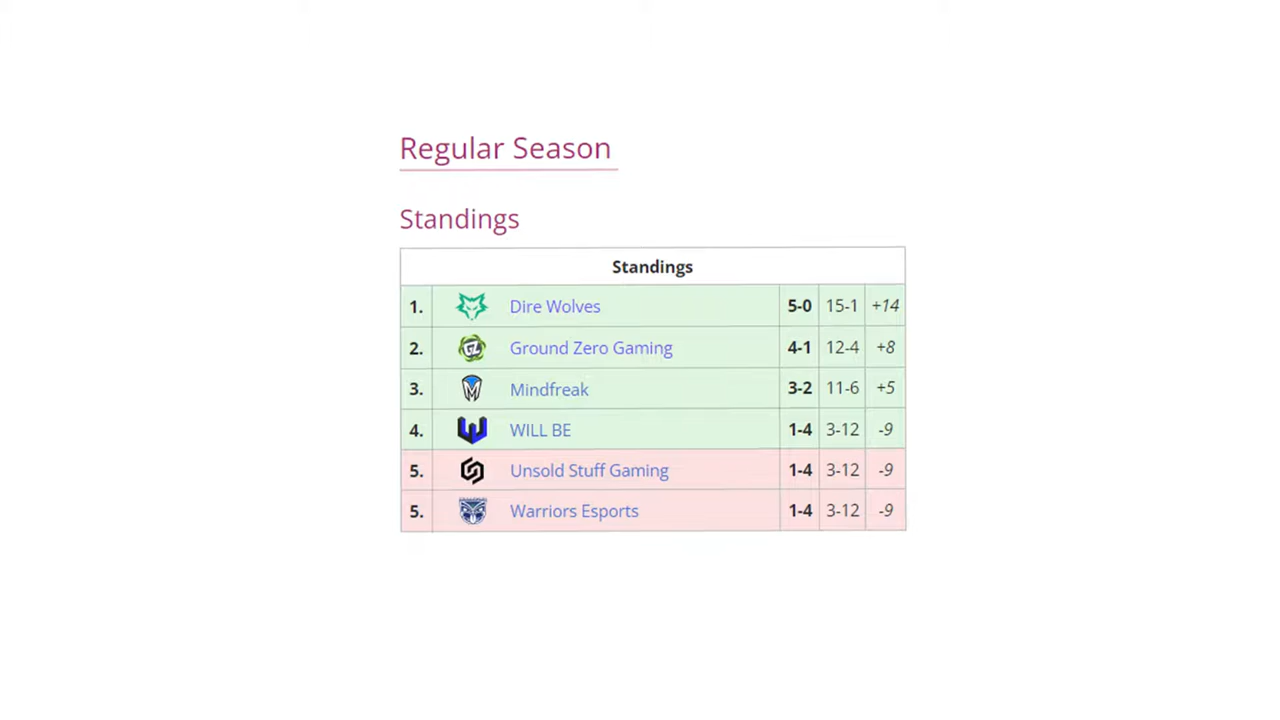 Regular Season
Standings
Standings
1. Dire Wolves 5-0 15-1 +14
2. GZ Ground Zero Gaming 4-1 12-4 +8
3. Mindfreak 3-2 11-6 +5
4. WILL BE 1-4 3-12 -9
5. Unsold Stuff Gaming 1-4 3-12 -9
5. Warriors Esports 1-4 3-12 -9